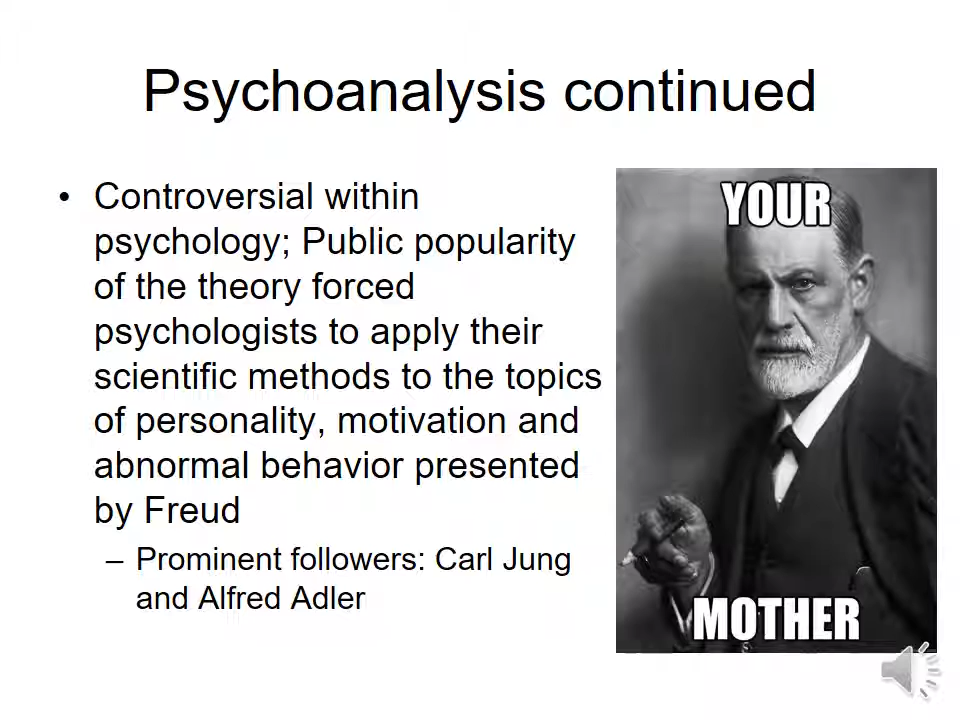 Psychoanalysis continued
• Controversial within
psychology; Public popularity
of the theory forced
psychologists to apply their
scientific methods to the topics
of personality, motivation and
abnormal behavior presented
by Freud
– Prominent followers: Carl Jung
and Alfred Adler
YOUR
MOTHER